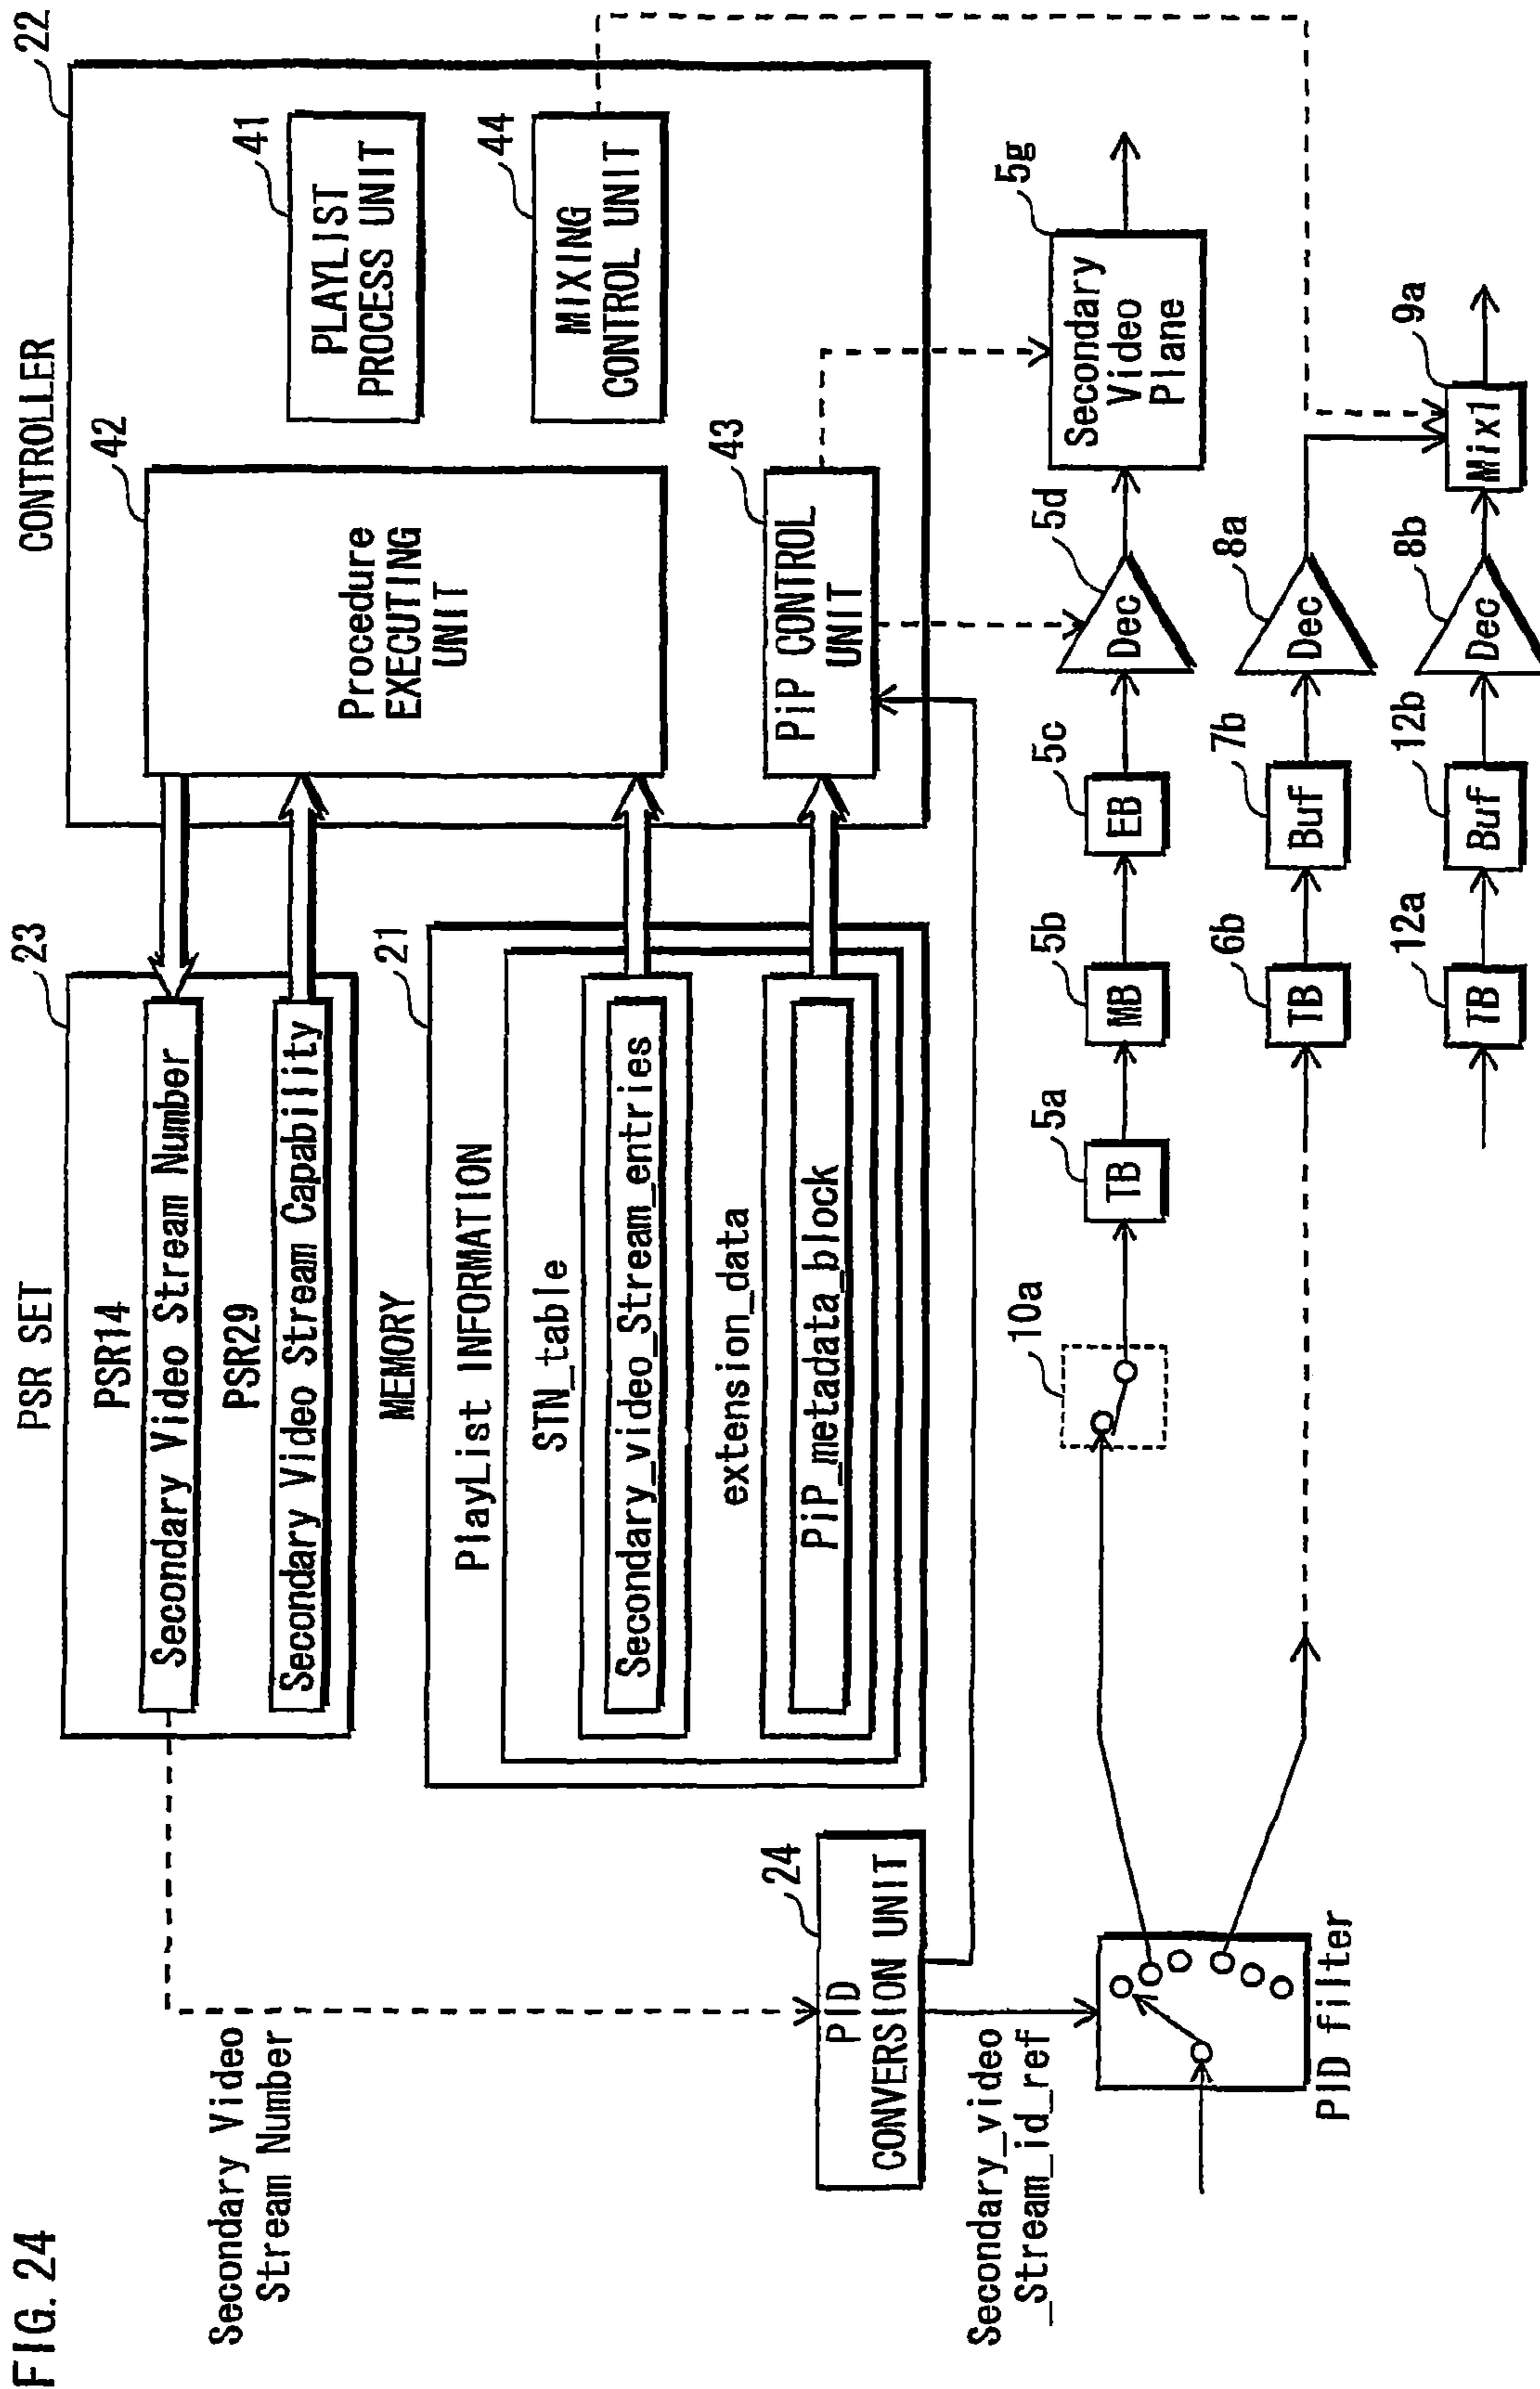 FIG. 24
PSR SET
23
PSR14
Secondary Video Stream Number
PSR29
Secondary Video Stream Capability
MEMORY
21
PlayList INFORMATION
STN_table
Secondary_video_Stream_entries
extension_data
PiP_metadata_block
CONTROLLER
22
42
Procedure
EXECUTING
UNIT
41
PLAYLIST
PROCESS UNIT
44
MIXING
CONTROL UNIT
43
PiP CONTROL
UNIT
Secondary Video
Stream Number
24
PID
CONVERSION UNIT
Secondary_video
_Stream_id_ref
PID filter
10a
5a
TB
5b
MB
5c
EB
5d
Dec
5g
Secondary
Video
Plane
6b
TB
7b
Buf
8a
Dec
12a
TB
12b
Buf
8b
Dec
9a
Mix1